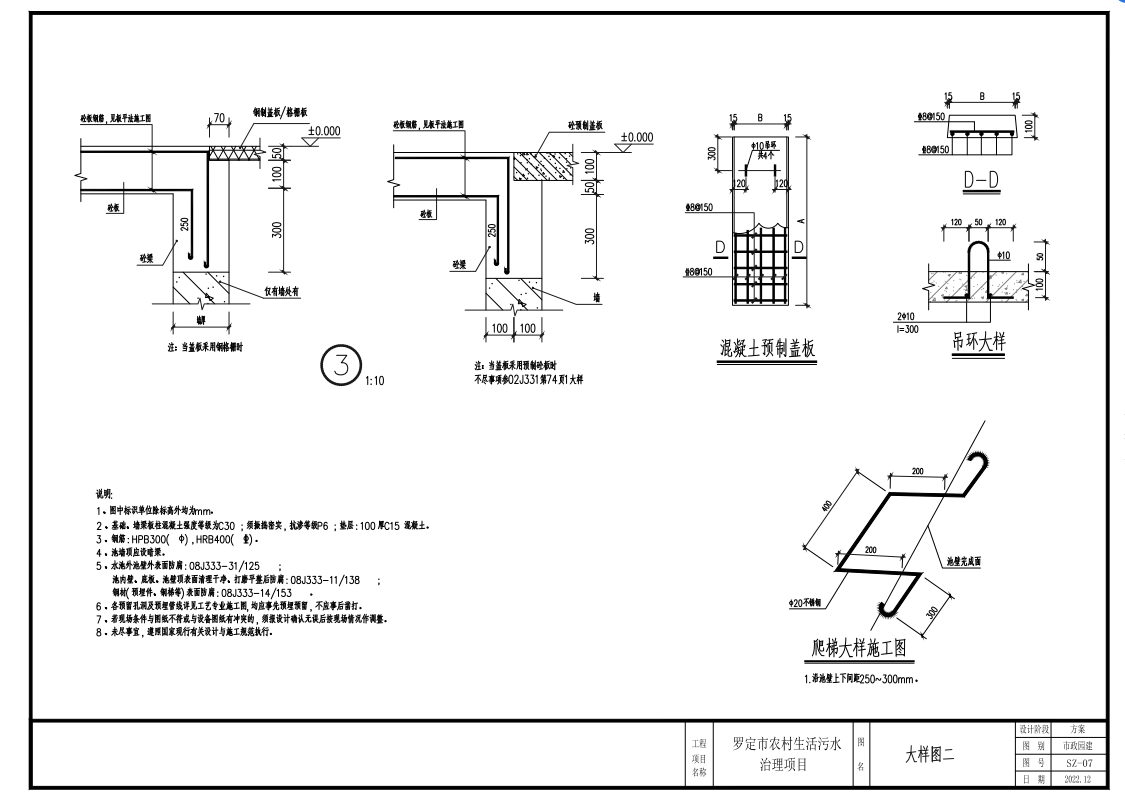 砼板钢筋,见板平法施工图
70
钢制盖板/格栅板
±0.000
50
100
300
250
砼板
砼梁
仅有墙处有
墙厚
注: 当盖板采用钢格栅时
3
1:10
砼板钢筋,见板平法施工图
砼预制盖板
±0.000
100
50
300
250
砼板
砼梁
墙
100
100
注: 当盖板采用预制砼板时
不尽事项参02J331第74页1大样
15
B
15
300
Φ10吊环
共4个
120
120
Φ8@150
D
D
A
Φ8@150
混凝土预制盖板
15
B
15
Φ8@150
100
Φ8@150
D-D
120
50
120
Φ10
50
100
2Φ10
l=300
吊环大样
200
400
200
池壁完成面
Φ20不锈钢
300
爬梯大样施工图
1.沿池壁上下间距250~300mm。
说明:
1、图中标识单位除标高外均为mm。
2、基础、墙梁板柱混凝土强度等级为C30 ;须振捣密实,抗渗等级P6 ;垫层:100厚C15 混凝土。
3、钢筋:HPB300( Φ),HRB400( Φ)。
4、池墙顶应设暗梁。
5、水池外池壁外表面防腐:08J333-31/125 ;
池内壁、底板、池壁顶表面清理干净、打磨平整后防腐:08J333-11/138 ;
钢材(预埋件、钢梯等)表面防腐:08J333-14/153 。
6、各预留孔洞及预埋管线详见工艺专业施工图,均应事先预埋预留,不应事后凿打。
7、若现场条件与图纸不符或与设备图纸有冲突的,须报设计确认无误后按现场情况作调整。
8、未尽事宜,遵照国家现行有关设计与施工规范执行。
工程
项目
名称
罗定市农村生活污水
治理项目
图
名
大样图二
设计阶段 方案
图 别 市政园建
图 号 SZ-07
日 期 2022.12